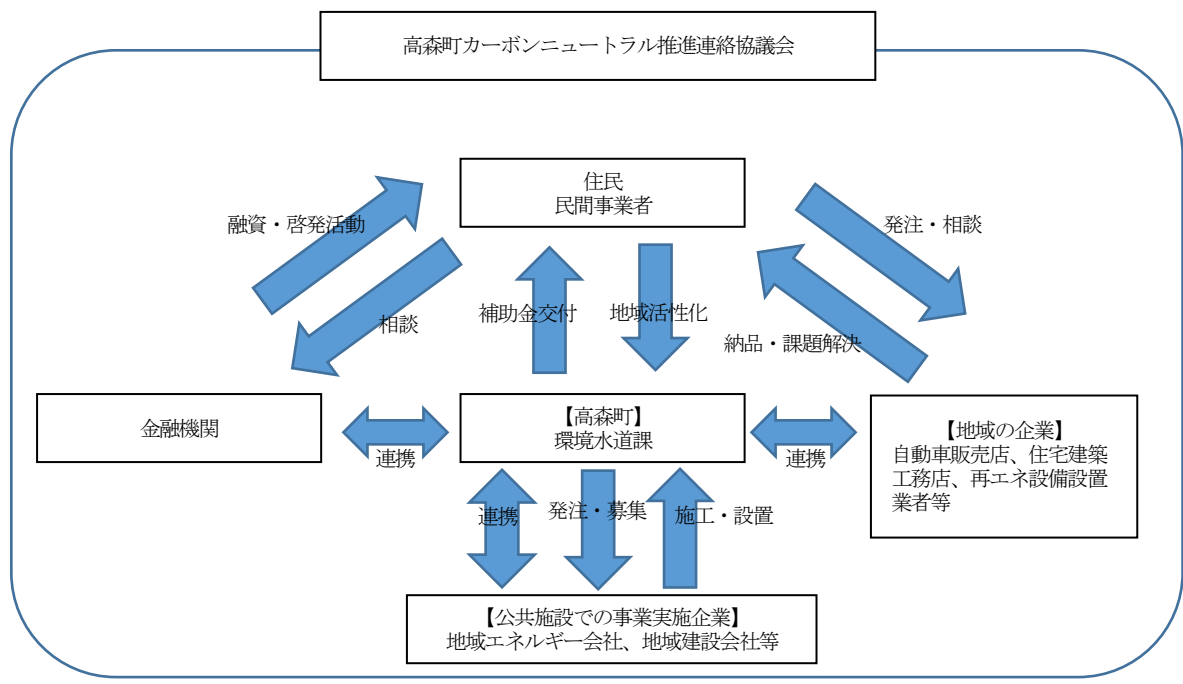 高森町カーボンニュートラル推進連絡協議会
住民
民間事業者
融資・啓発活動
発注・相談
相談
補助金交付
地域活性化
納品・課題解決
金融機関
連携
【高森町】
環境水道課
連携
【地域の企業】
自動車販売店、住宅建築
工務店、再エネ設備設置
業者等
連携
発注・募集
施工・設置
【公共施設での事業実施企業】
地域エネルギー会社、地域建設会社等